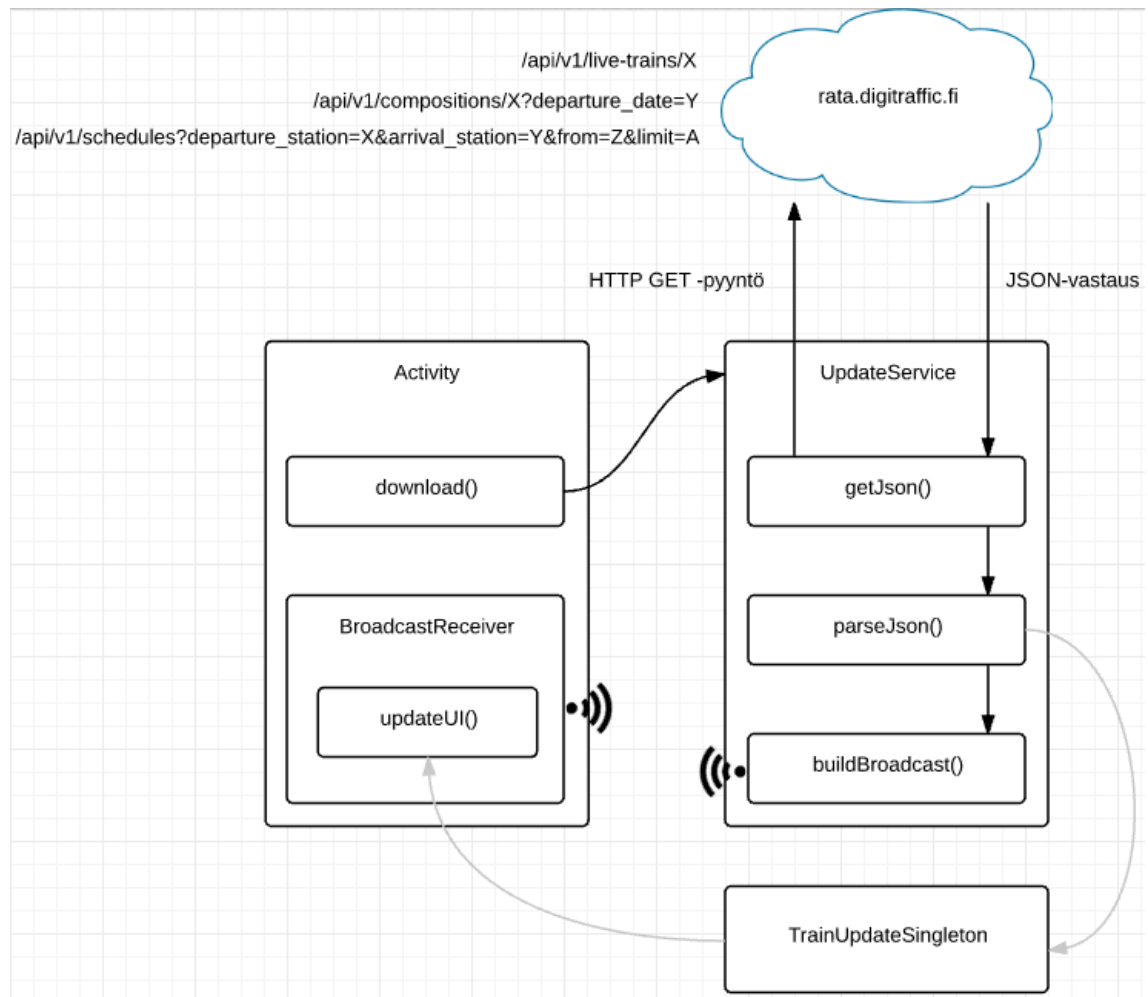 /api/v1/live-trains/X
/api/v1/compositions/X?departure_date=Y
/api/v1/schedules?departure_station=X&arrival_station=Y&from=Z&limit=A
rata.digitraffic.fi
HTTP GET -pyyntö
JSON-vastaus
Activity
download()
BroadcastReceiver
updateUI()
UpdateService
getJson()
parseJson()
buildBroadcast()
TrainUpdateSingleton